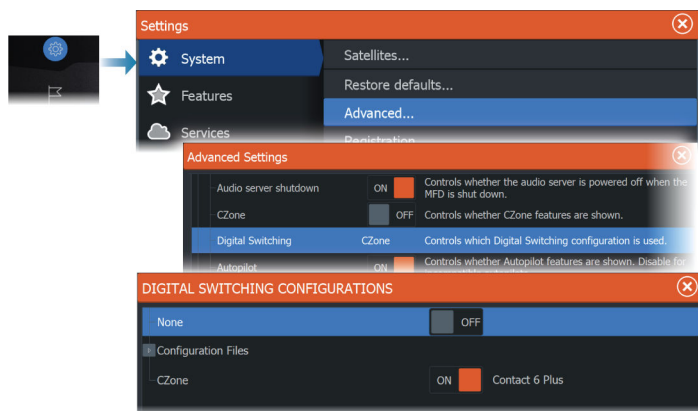 Settings
System
Satellites...
Features
Restore defaults...
Advanced...
Services
Registration
Advanced Settings
Audio server shutdown ON Controls whether the audio server is powered off when the
MFD is shut down.
CZone OFF Controls whether CZone features are shown.
Digital Switching CZone Controls which Digital Switching configuration is used.
Autopilot ON Controls whether Autopilot features are shown. Disable for
DIGITAL SWITCHING CONFIGURATIONS
None OFF
Configuration Files
CZone ON Contact 6 Plus